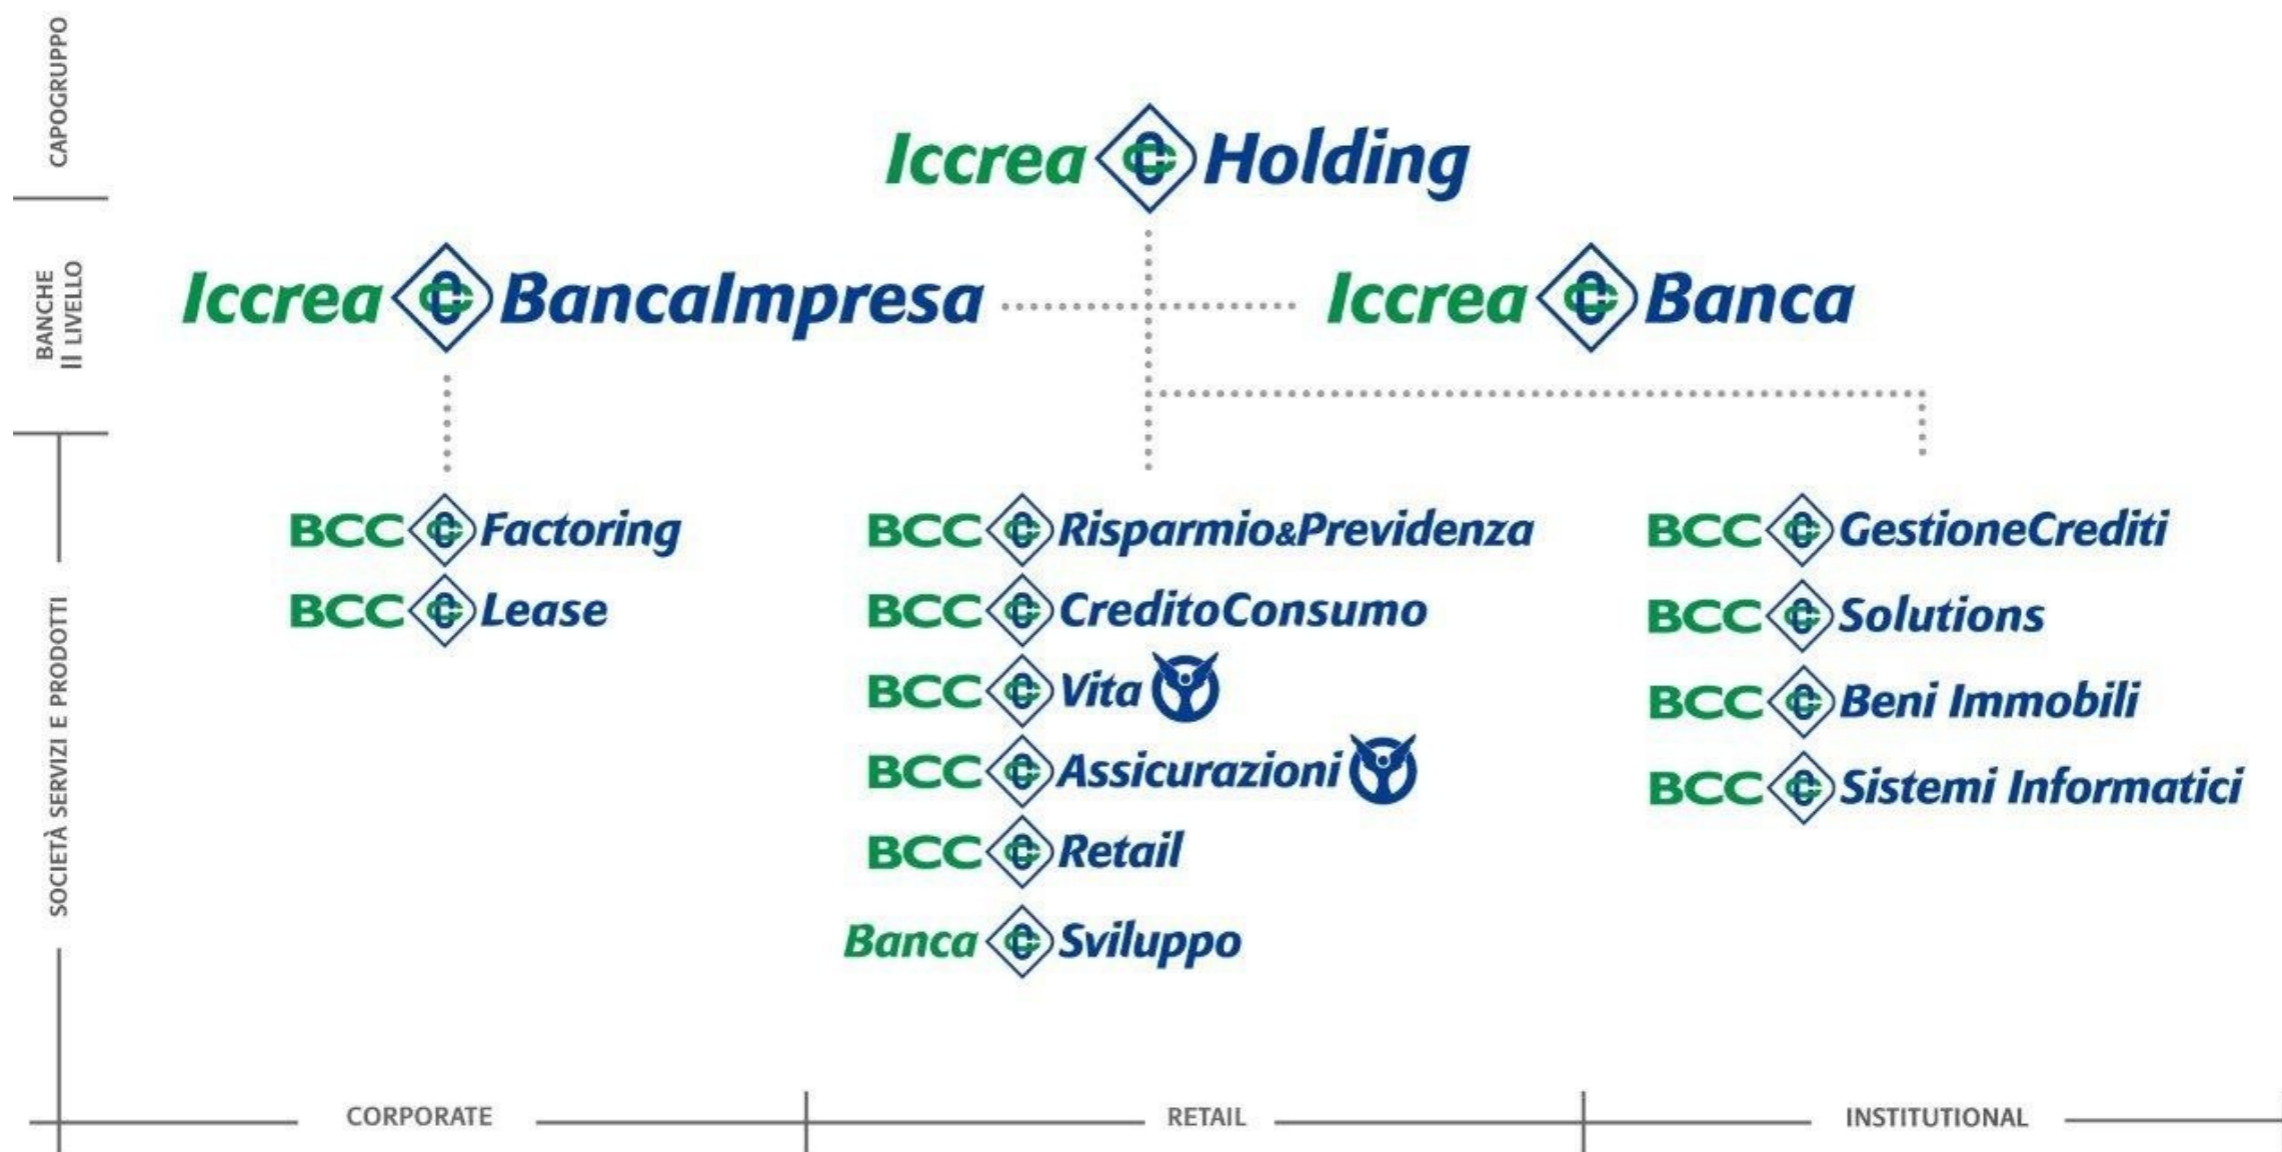 CAPOGRUPPO
Iccrea Holding
BANCHE
II LIVELLO
Iccrea BancaImpresa
Iccrea Banca
SOCIETÀ SERVIZI E PRODOTTI
BCC Factoring
BCC Lease
BCC Risparmio&Previdenza
BCC CreditoConsumo
BCC Vita
BCC Assicurazioni
BCC Retail
Banca Sviluppo
BCC GestioneCrediti
BCC Solutions
BCC Beni Immobili
BCC Sistemi Informatici
CORPORATE
RETAIL
INSTITUTIONAL